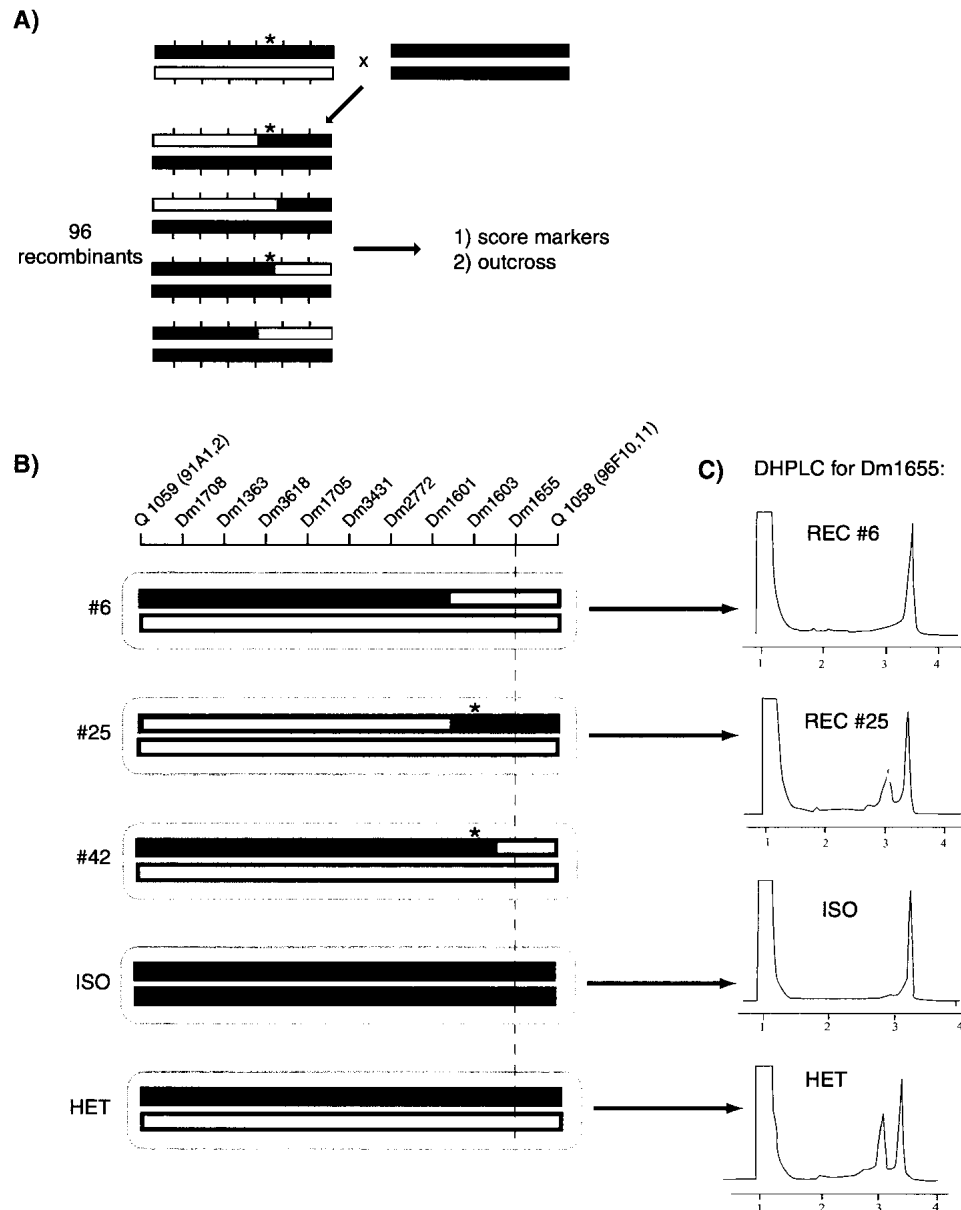 A)
*
x
*
96
recombinants
1) score markers
2) outcross
*
B)
Q 1059 (91A1,2)
Dm1708
Dm1363
Dm3618
Dm1705
Dm3431
Dm2772
Dm1601
Dm1603
Dm1655
Q 1058 (96F10,11)
C)
DHPLC for Dm1655:
#6
REC #6
1 2 3 4
#25
*
REC #25
1 2 3 4
#42
*
ISO
ISO
1 2 3 4
HET
HET
1 2 3 4